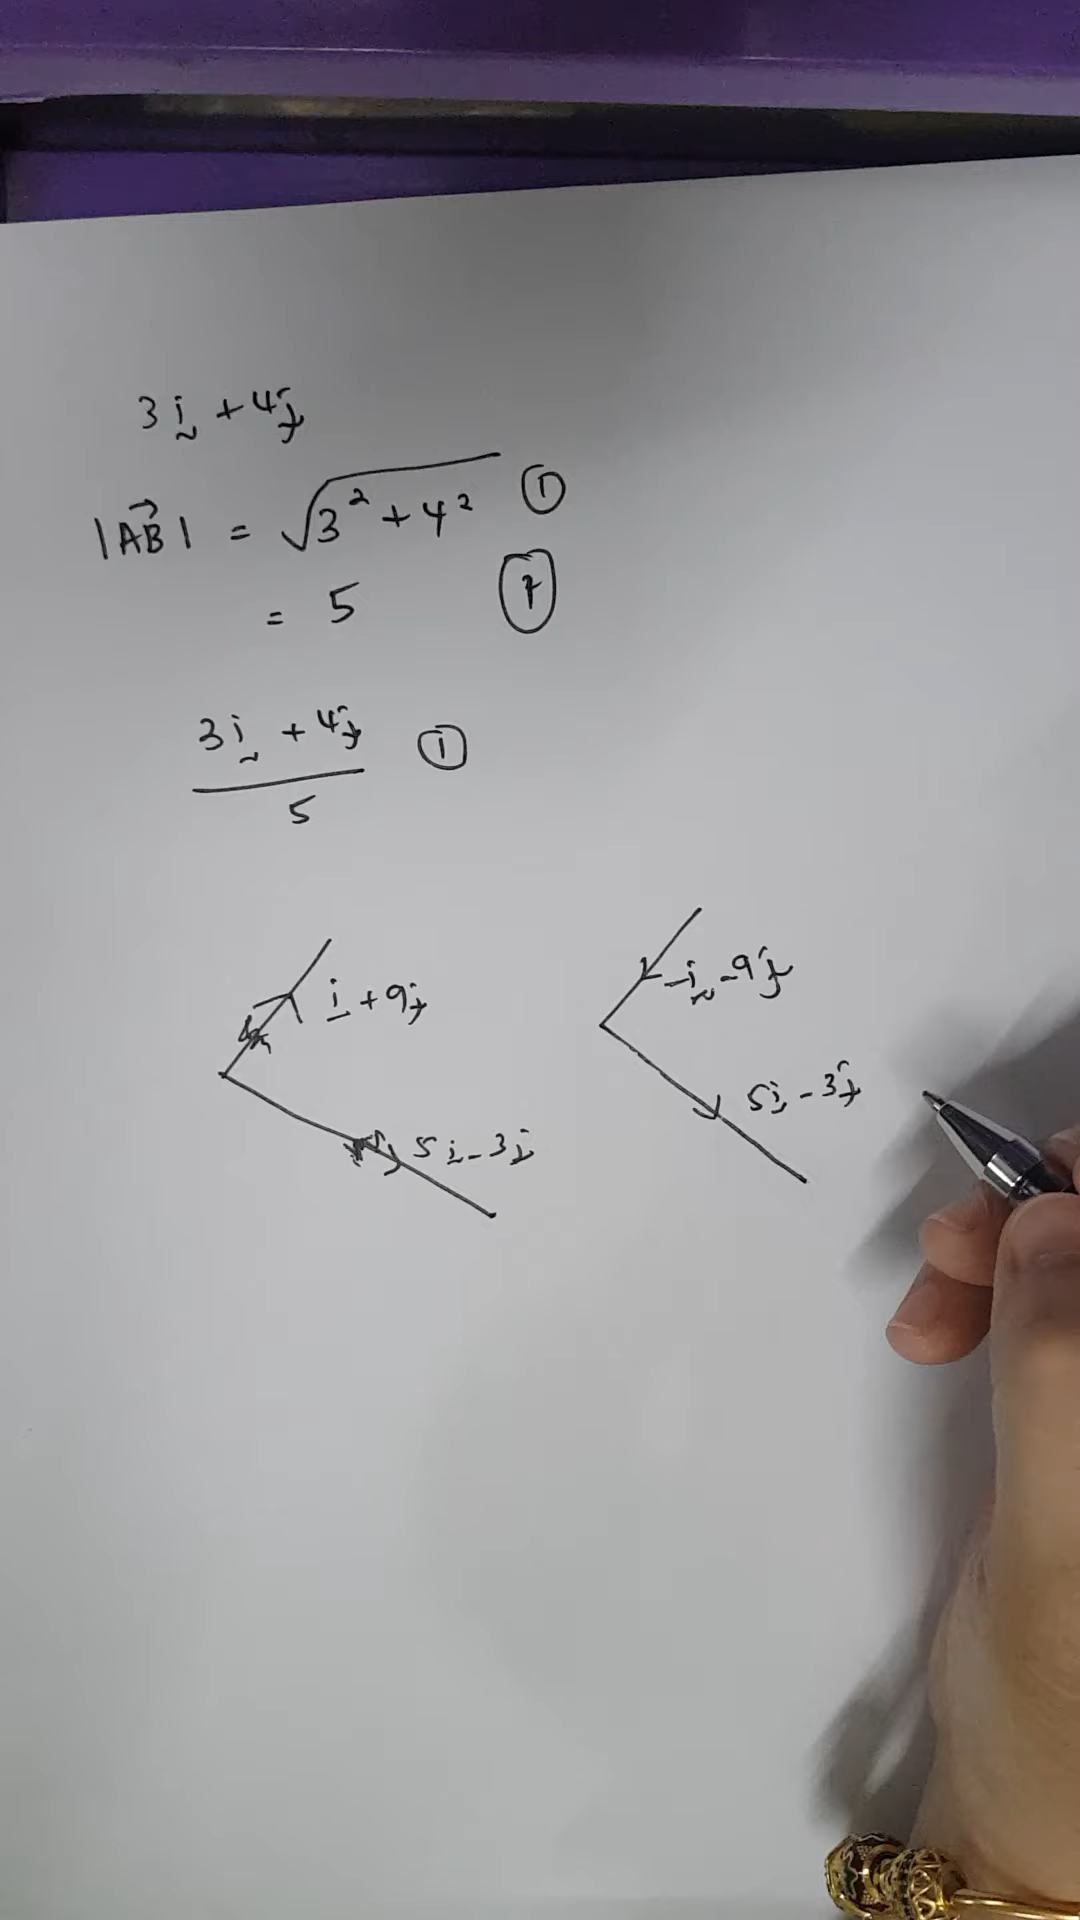 3i + 4j
|AB| = √3² + 4² ①
= 5 ①
3i + 4j ①
5
i + 9j
-i - 9j
5i - 3j
5i - 3j